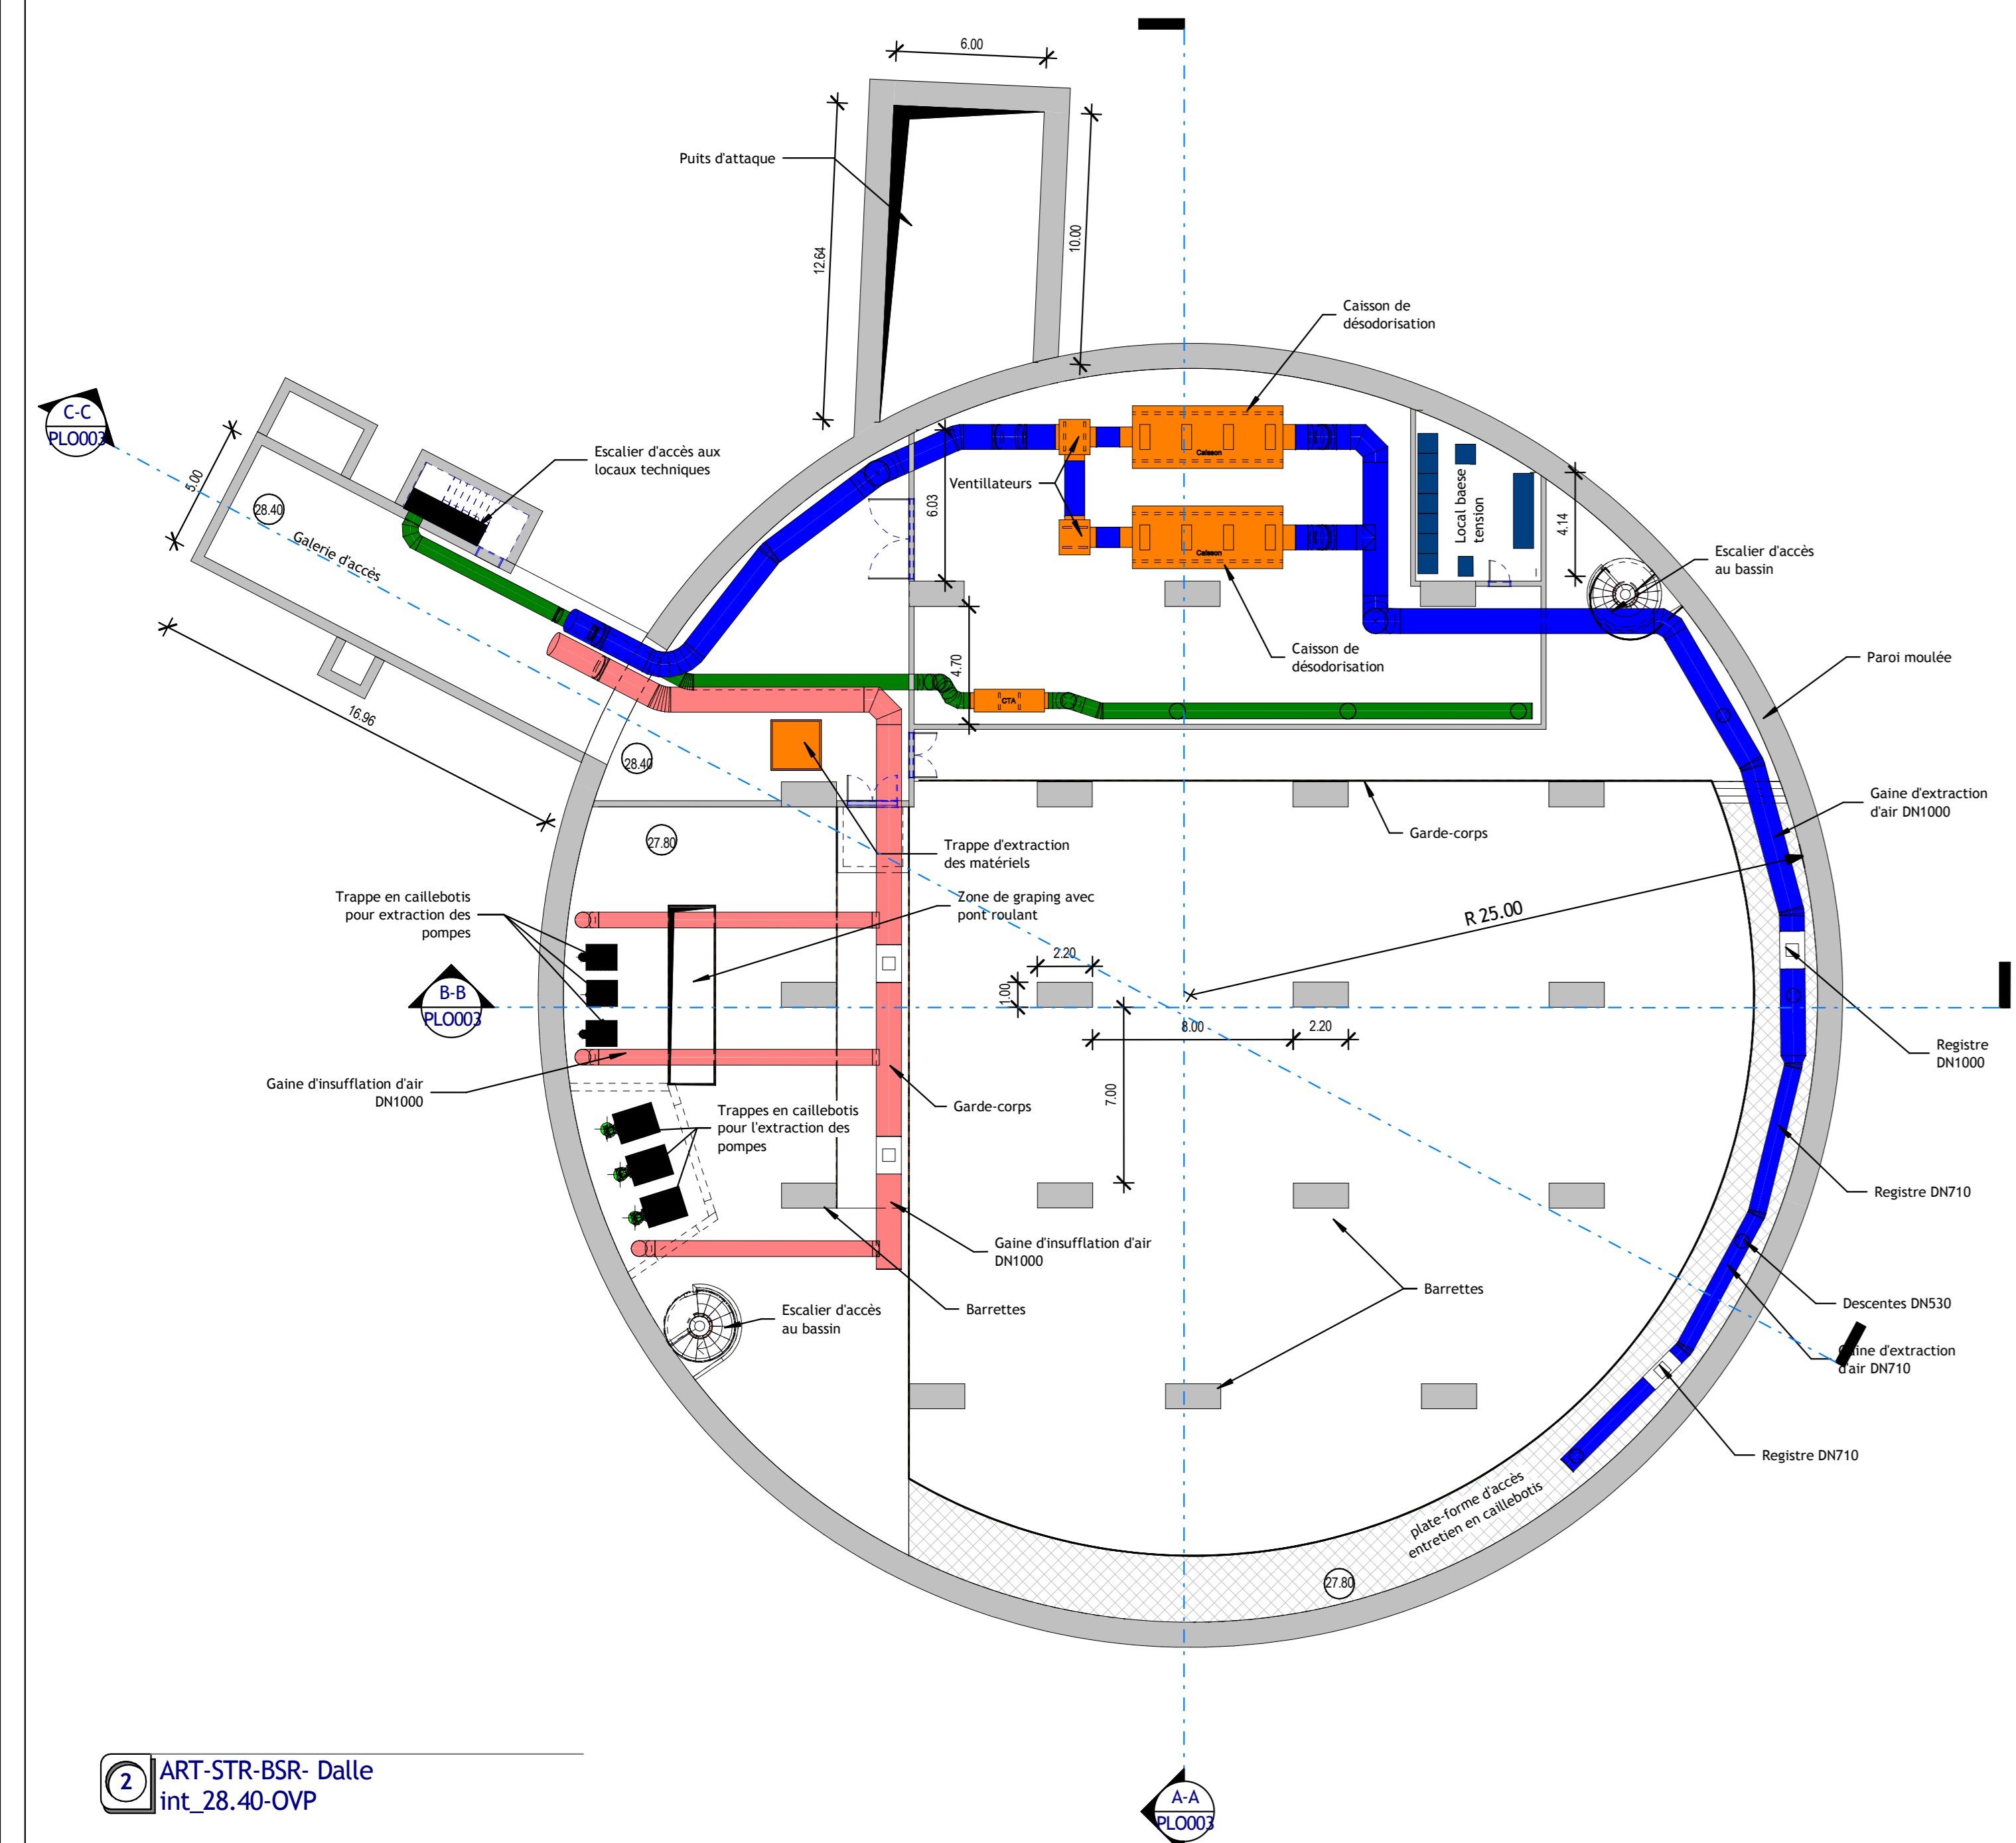 6.00
Puits d'attaque
12.64
10.00
Caisson de
désodorisation
C-C
PLO003
5.00
28.40
Galerie d'accès
Escalier d'accès aux
locaux techniques
Ventillateurs
Caisson
Caisson
6.03
Local baese
tension
4.14
Escalier d'accès
au bassin
Caisson de
désodorisation
4.70
CTA
Paroi moulée
16.96
28.40
27.80
Gaine d'extraction
d'air DN1000
Garde-corps
Trappe d'extraction
des matériels
Zone de graping avec
pont roulant
Trappe en caillebotis
pour extraction des
pompes
R 25.00
2.20
1.00
B-B
PLO003
8.00
2.20
7.00
Registre
DN1000
Gaine d'insufflation d'air
DN1000
Garde-corps
Trappes en caillebotis
pour l'extraction des
pompes
Registre DN710
Gaine d'insufflation d'air
DN1000
Escalier d'accès
au bassin
Barrettes
Barrettes
Descentes DN530
Gaine d'extraction
d'air DN710
Registre DN710
plate-forme d'accès
entretien en caillebotis
27.80
2
ART-STR-BSR- Dalle
int_28.40-OVP
A-A
PLO003